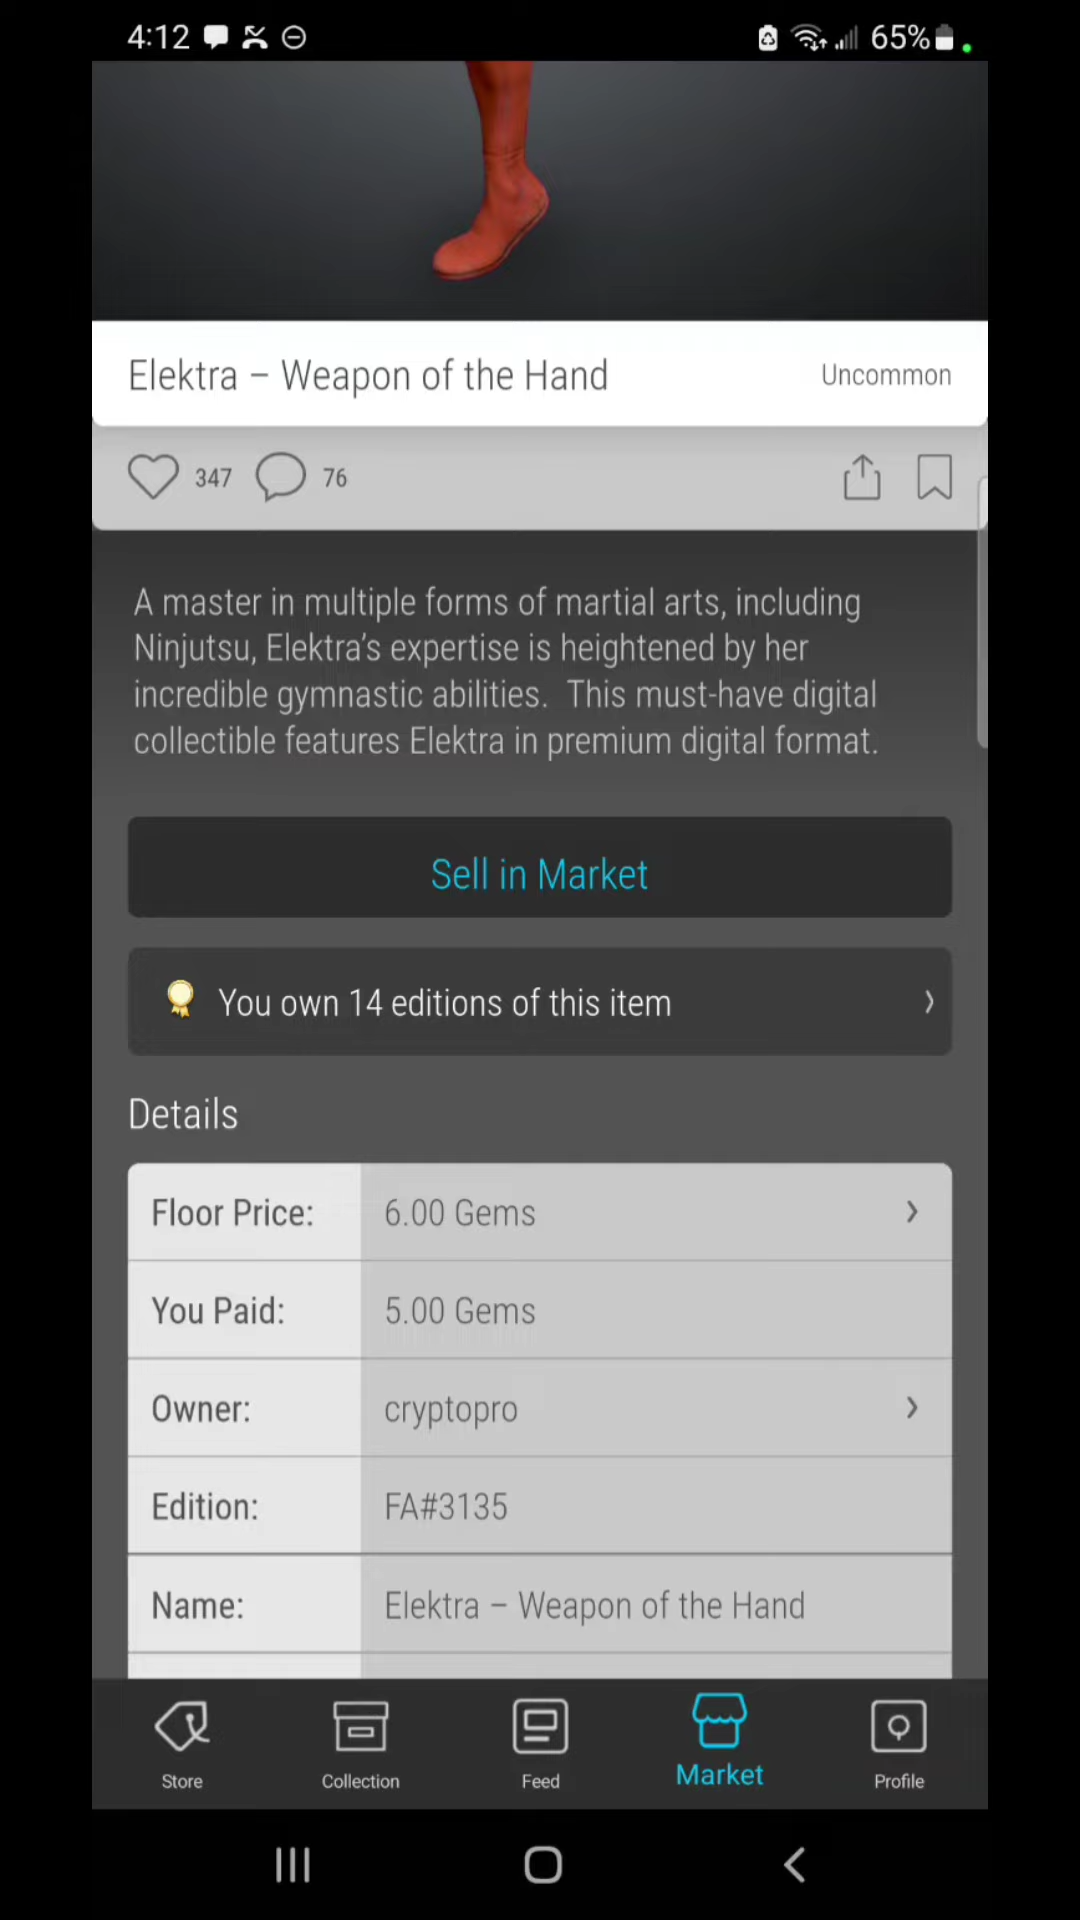 4:12
65%
Elektra – Weapon of the Hand
Uncommon
347
76
A master in multiple forms of martial arts, including
Ninjutsu, Elektra’s expertise is heightened by her
incredible gymnastic abilities.  This must-have digital
collectible features Elektra in premium digital format.
Sell in Market
You own 14 editions of this item
Details
Floor Price: 6.00 Gems
You Paid: 5.00 Gems
Owner: cryptopro
Edition: FA#3135
Name: Elektra – Weapon of the Hand
Store Collection Feed Market Profile